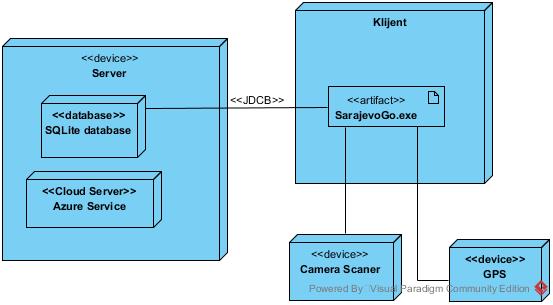 Klijent
<<device>>
Server
<<database>>
SQLite database
<<JDCB>>
<<artifact>>
SarajevoGo.exe
<<Cloud Server>>
Azure Service
<<device>>
Camera Scaner
<<device>>
GPS
Powered By Visual Paradigm Community Edition